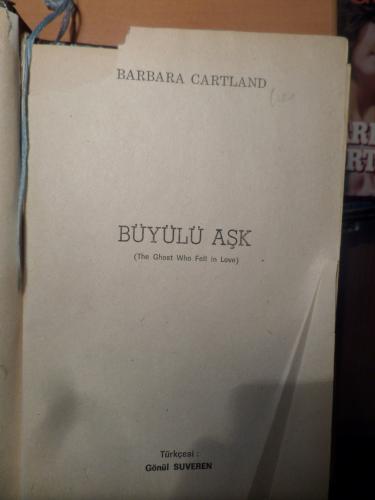 BARBARA CARTLAND
BÜYÜLÜ AŞK
(The Ghost Who Fell in Love)
Türkçesi :
Gönül SUVEREN